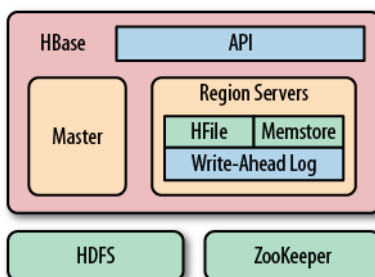 HBase
API
Master
Region Servers
HFile
Memstore
Write-Ahead Log
HDFS
ZooKeeper